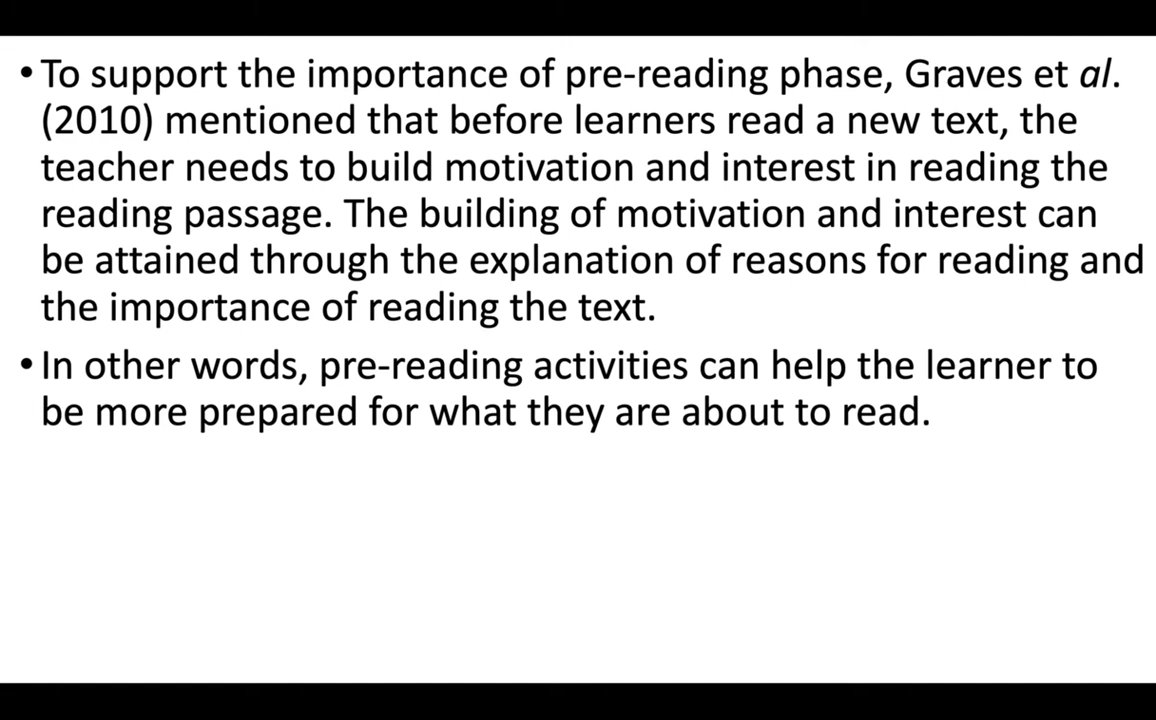 • To support the importance of pre-reading phase, Graves et al.
(2010) mentioned that before learners read a new text, the
teacher needs to build motivation and interest in reading the
reading passage. The building of motivation and interest can
be attained through the explanation of reasons for reading and
the importance of reading the text.
• In other words, pre-reading activities can help the learner to
be more prepared for what they are about to read.